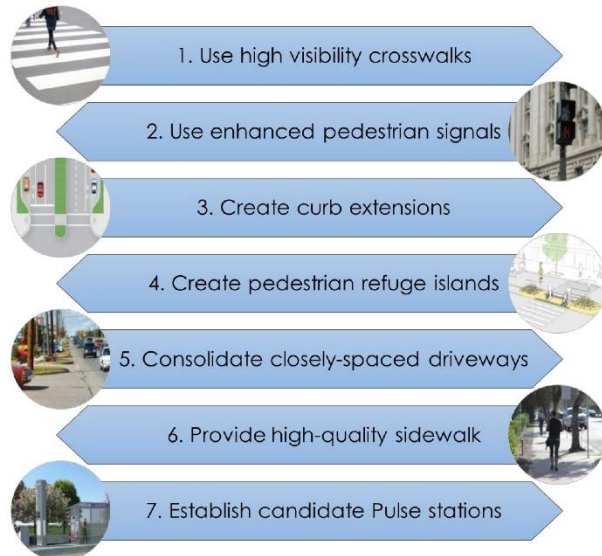 1. Use high visibility crosswalks
2. Use enhanced pedestrian signals
3. Create curb extensions
4. Create pedestrian refuge islands
5. Consolidate closely-spaced driveways
6. Provide high-quality sidewalk
7. Establish candidate Pulse stations